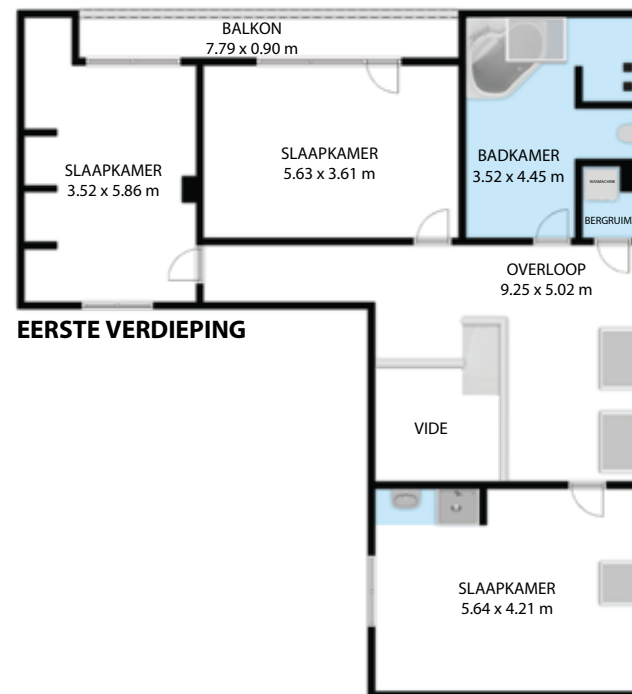 BALKON
7.79 x 0.90 m
SLAAPKAMER
5.63 x 3.61 m
SLAAPKAMER
3.52 x 5.86 m
BADKAMER
3.52 x 4.45 m
WASMACHINE
BERGRUIM
OVERLOOP
9.25 x 5.02 m
EERSTE VERDIEPING
VIDE
SLAAPKAMER
5.64 x 4.21 m